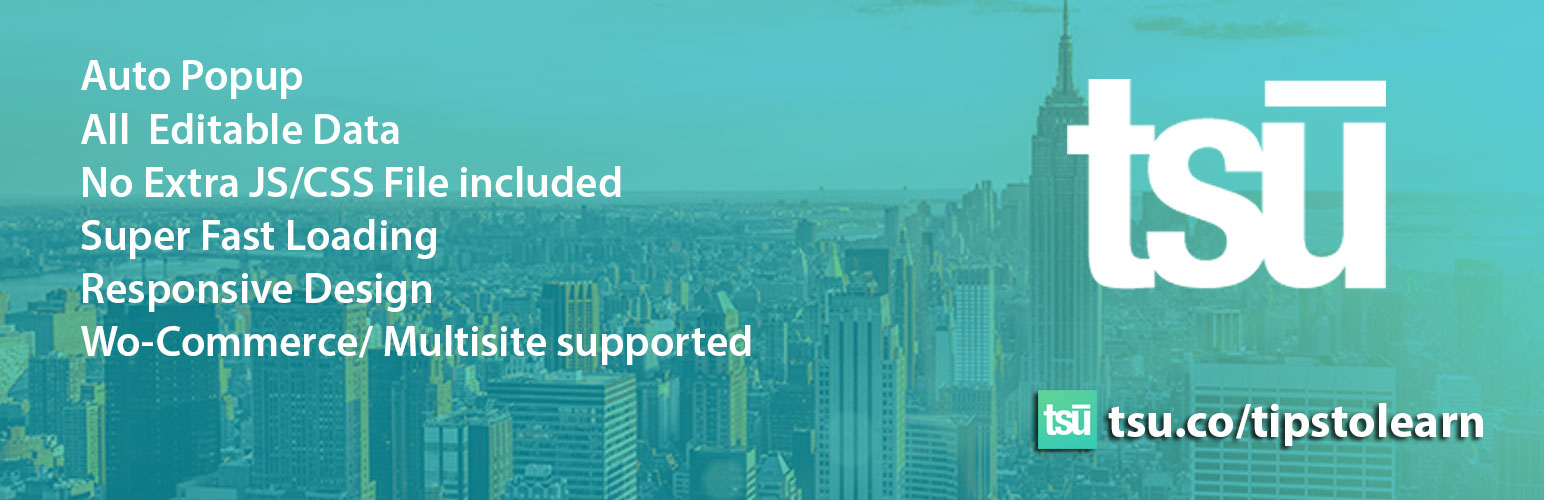 Auto Popup
All  Editable Data
No Extra JS/CSS File included
Super Fast Loading
Responsive Design
Wo-Commerce/ Multisite supported
tsū
tsū tsu.co/tipstolearn